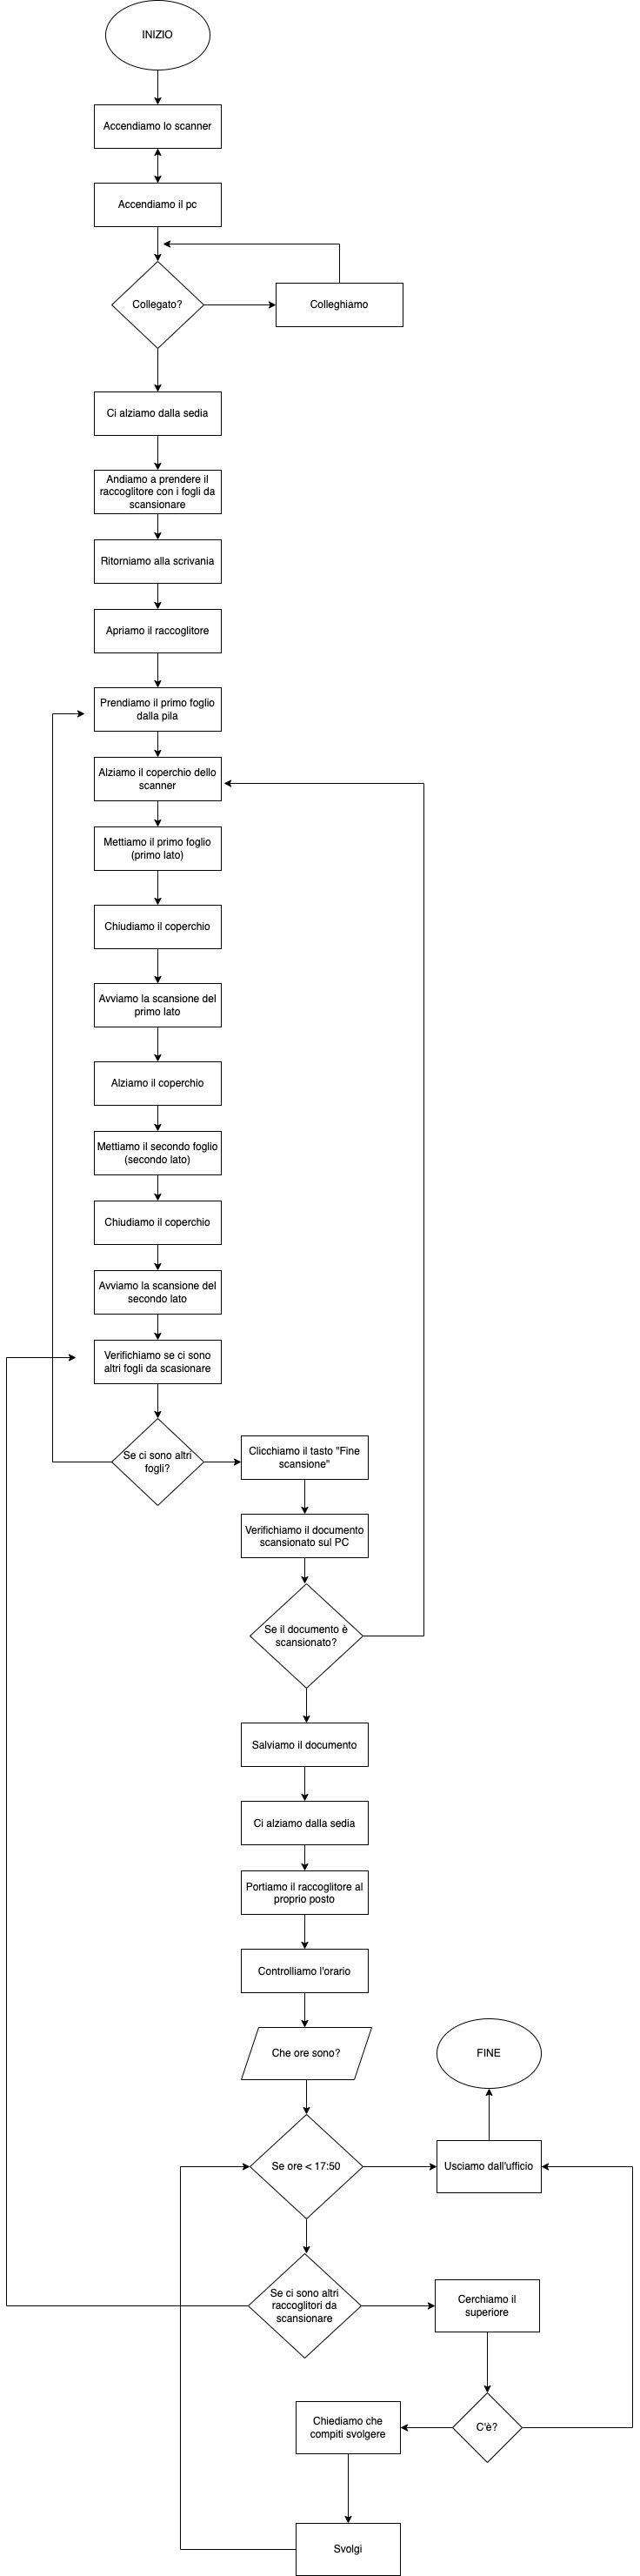 INIZIO
Accendiamo lo scanner
Accendiamo il pc
Collegato?
Colleghiamo
Ci alziamo dalla sedia
Andiamo a prendere il
raccoglitore con i fogli da
scansionare
Ritorniamo alla scrivania
Apriamo il raccoglitore
Prendiamo il primo foglio
dalla pila
Alziamo il coperchio dello
scanner
Mettiamo il primo foglio
(primo lato)
Chiudiamo il coperchio
Avviamo la scansione del
primo lato
Alziamo il coperchio
Mettiamo il secondo foglio
(secondo lato)
Chiudiamo il coperchio
Avviamo la scansione del
secondo lato
Verifichiamo se ci sono
altri fogli da scasionare
Se ci sono altri
fogli?
Clicchiamo il tasto "Fine
scansione"
Verifichiamo il documento
scansionato sul PC
Se il documento è
scansionato?
Salviamo il documento
Ci alziamo dalla sedia
Portiamo il raccoglitore al
proprio posto
Controlliamo l'orario
Che ore sono?
FINE
Se ore < 17:50
Usciamo dall'ufficio
Se ci sono altri
raccoglitori da
scansionare
Cerchiamo il
superiore
C'è?
Chiediamo che
compiti svolgere
Svolgi